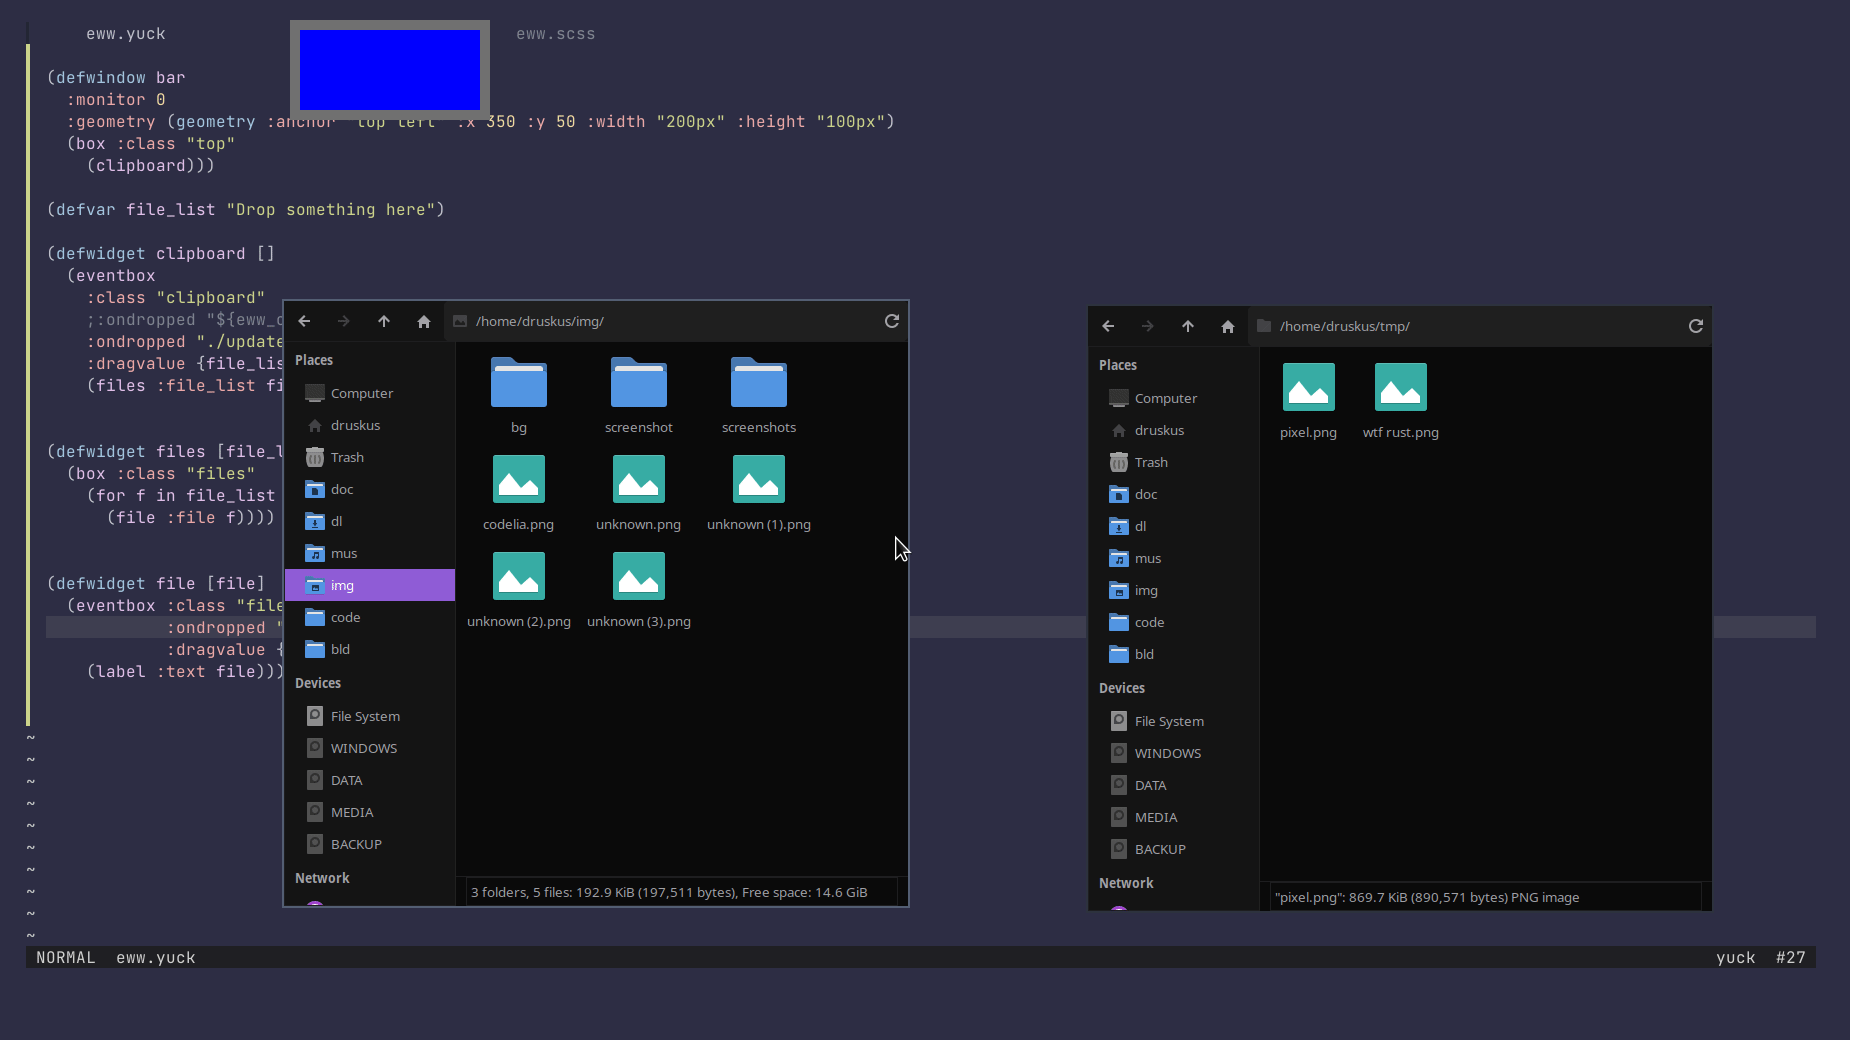 eww.yuck
eww.scss
(defwindow bar
:monitor 0
:geometry (geometry :anchor "top left" :x 350 :y 50 :width "200px" :height "100px")
(box :class "top"
(clipboard)))
(defvar file_list "Drop something here")
(defwidget clipboard []
(eventbox
:class "clipboard"
;:ondropped "${eww_c
:ondropped "./update
:dragvalue {file_lis
(files :file_list fi
(defwidget files [file_l
(box :class "files"
(for f in file_list
(file :file f))))
(defwidget file [file]
(eventbox :class "file
:ondropped "
:dragvalue {
(label :text file)))
~
~
~
~
~
~
~
~
~
~
NORMAL eww.yuck
yuck #27
/home/druskus/img/
Places
Computer
druskus
Trash
doc
dl
mus
img
code
bld
Devices
File System
WINDOWS
DATA
MEDIA
BACKUP
Network
bg
screenshot
screenshots
codelia.png
unknown.png
unknown (1).png
unknown (2).png
unknown (3).png
3 folders, 5 files: 192.9 KiB (197,511 bytes), Free space: 14.6 GiB
/home/druskus/tmp/
Places
Computer
druskus
Trash
doc
dl
mus
img
code
bld
Devices
File System
WINDOWS
DATA
MEDIA
BACKUP
Network
pixel.png
wtf rust.png
"pixel.png": 869.7 KiB (890,571 bytes) PNG image